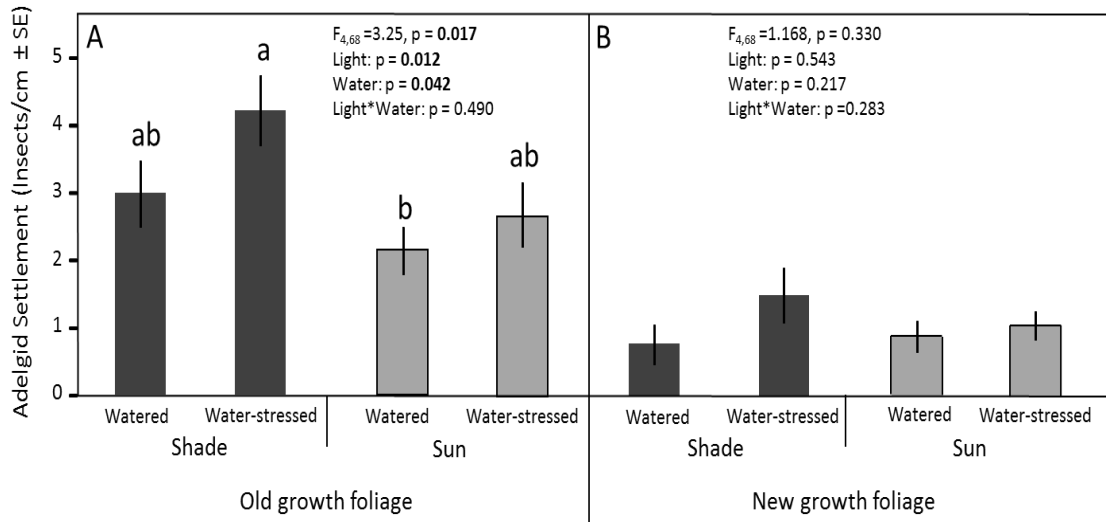 Adelgid Settlement (Insects/cm ± SE)
5
4
3
2
1
0
A
F4,68 =3.25, p = 0.017
Light: p = 0.012
Water: p = 0.042
Light*Water: p = 0.490
ab
a
b
ab
Watered
Water-stressed
Watered
Water-stressed
Shade
Sun
Old growth foliage
B
F4,68 =1.168, p = 0.330
Light: p = 0.543
Water: p = 0.217
Light*Water: p =0.283
Watered
Water-stressed
Watered
Water-stressed
Shade
Sun
New growth foliage